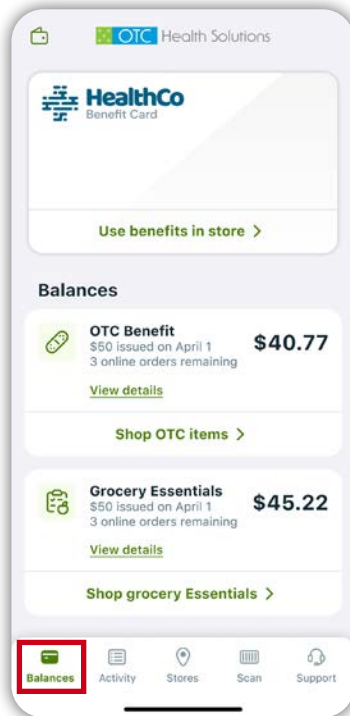 OTC Health Solutions
HealthCo
Benefit Card
Use benefits in store >
Balances
OTC Benefit
$50 issued on April 1
3 online orders remaining
$40.77
View details
Shop OTC items >
Grocery Essentials
$50 issued on April 1
3 online orders remaining
$45.22
View details
Shop grocery Essentials >
Balances Activity Stores Scan Support